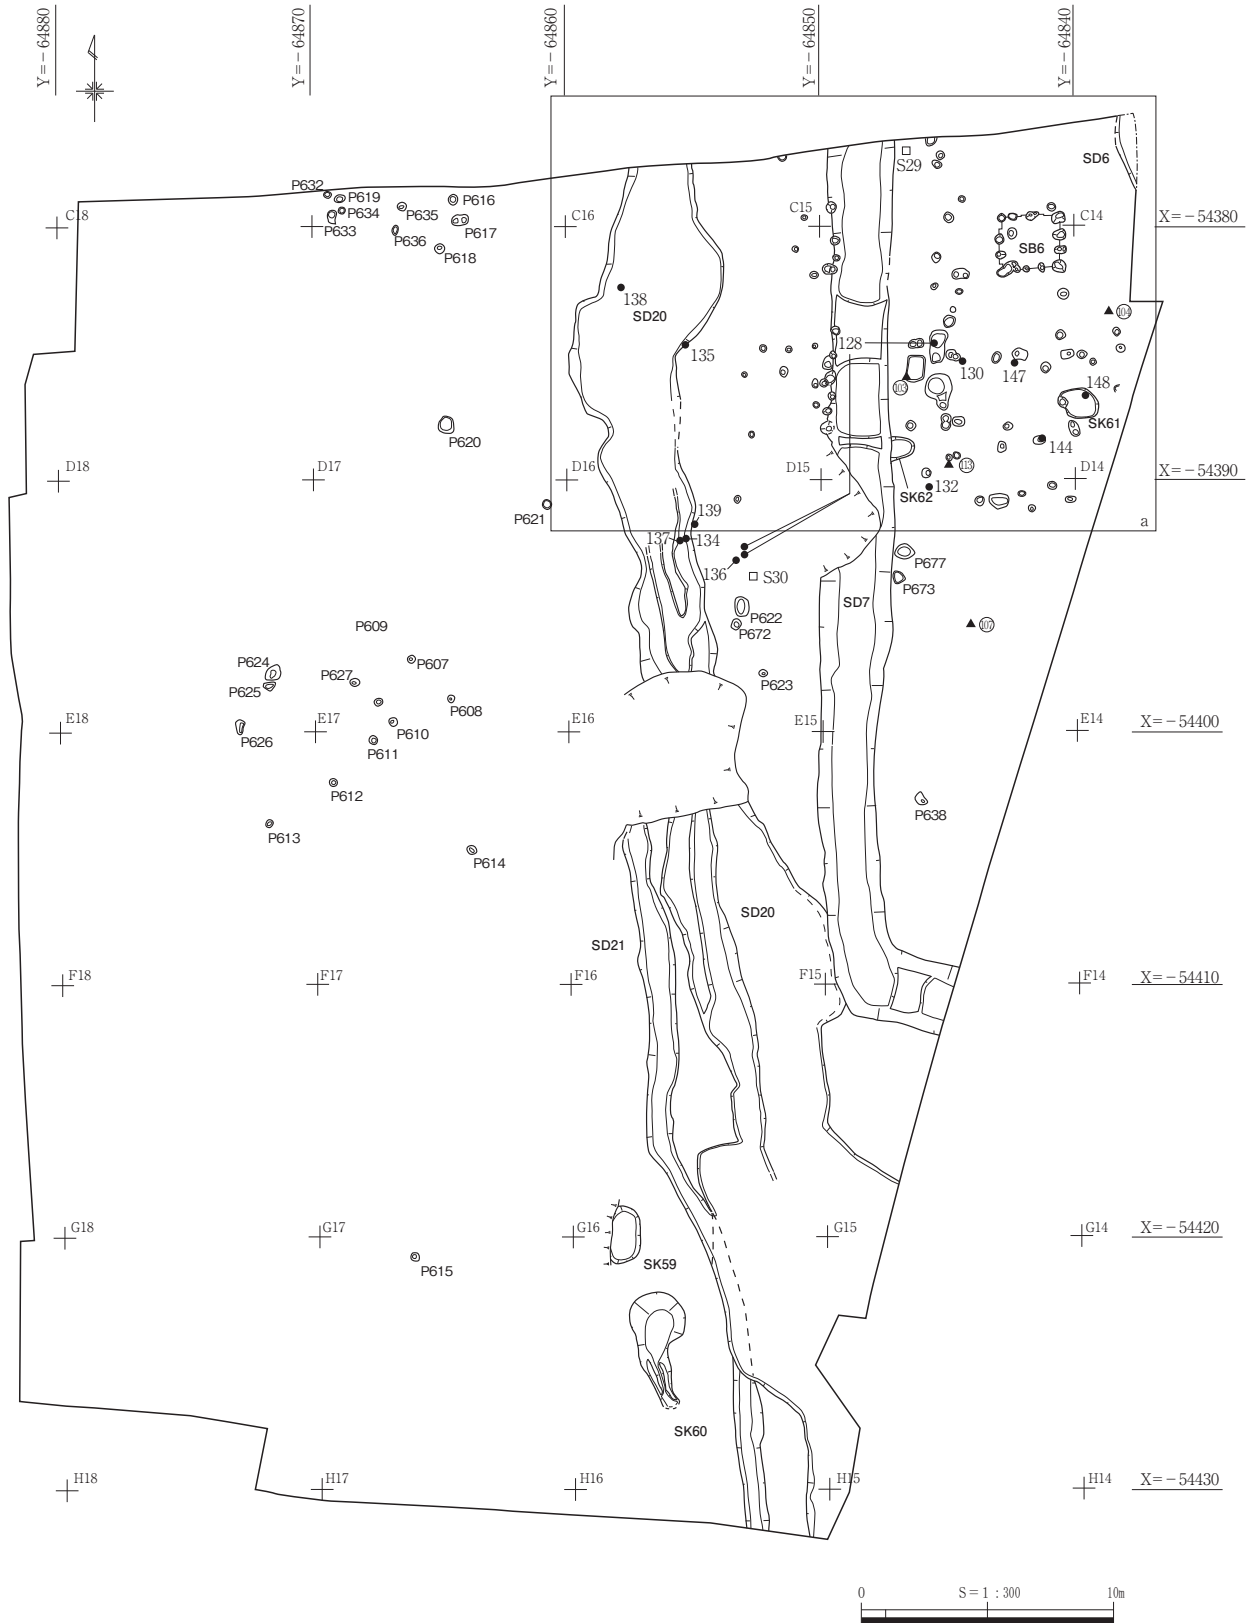 Y=−64880
Y=−64870
Y=−64860
Y=−64850
Y=−64840
S29
SD6
P632
P619
P616
P634
P635
C18
P633
P617
C16
C15
C14
X=−54380
P636
SB6
P618
138
SD20
104
135
128
130
147
103
148
P620
SK61
144
D18
D17
D16
D15
113
D14
X=−54390
SK62
132
P621
139
a
137
134
136
S30
P677
P673
P622
SD7
P672
107
P609
P624
P607
P627
P625
P623
P608
E18
E17
E16
E15
E14
X=−54400
P626
P610
P611
P612
P638
P613
P614
SD20
SD21
F18
F17
F16
F15
F14
X=−54410
G18
G17
G16
G15
G14
X=−54420
P615
SK59
SK60
H18
H17
H16
H15
H14
X=−54430
0
S=1:300
10m